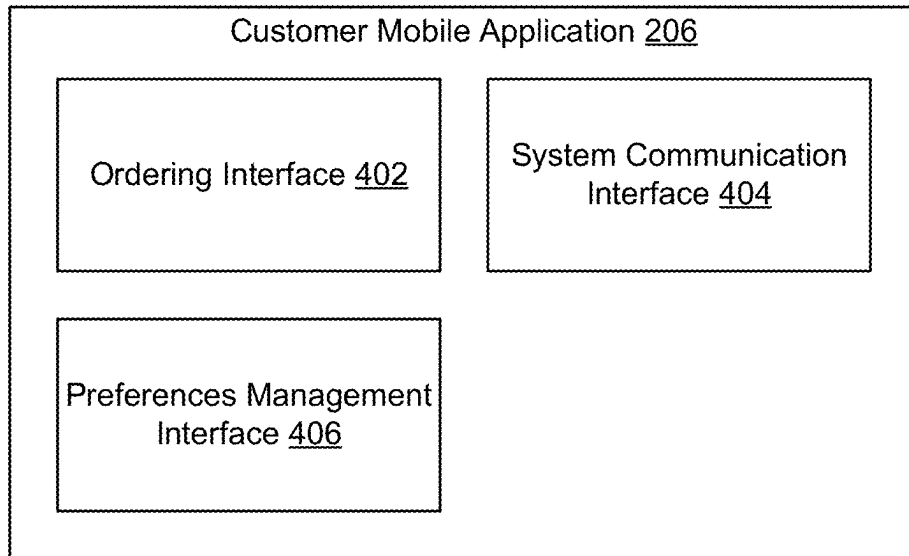 Customer Mobile Application 206
Ordering Interface 402
System Communication
Interface 404
Preferences Management
Interface 406